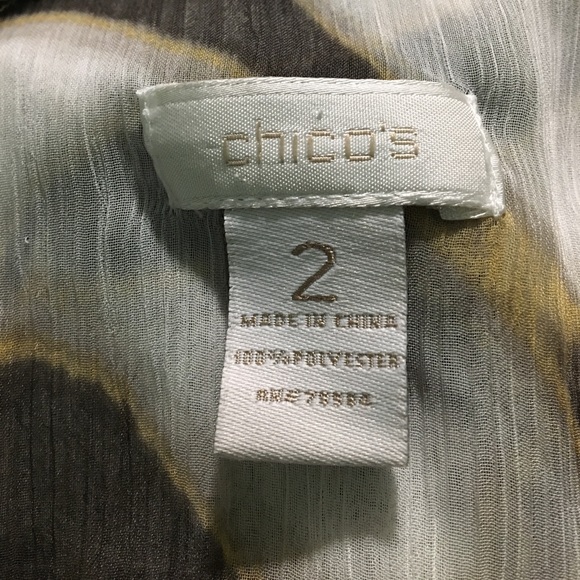 chico's
2
MADE IN CHINA
100% POLYESTER